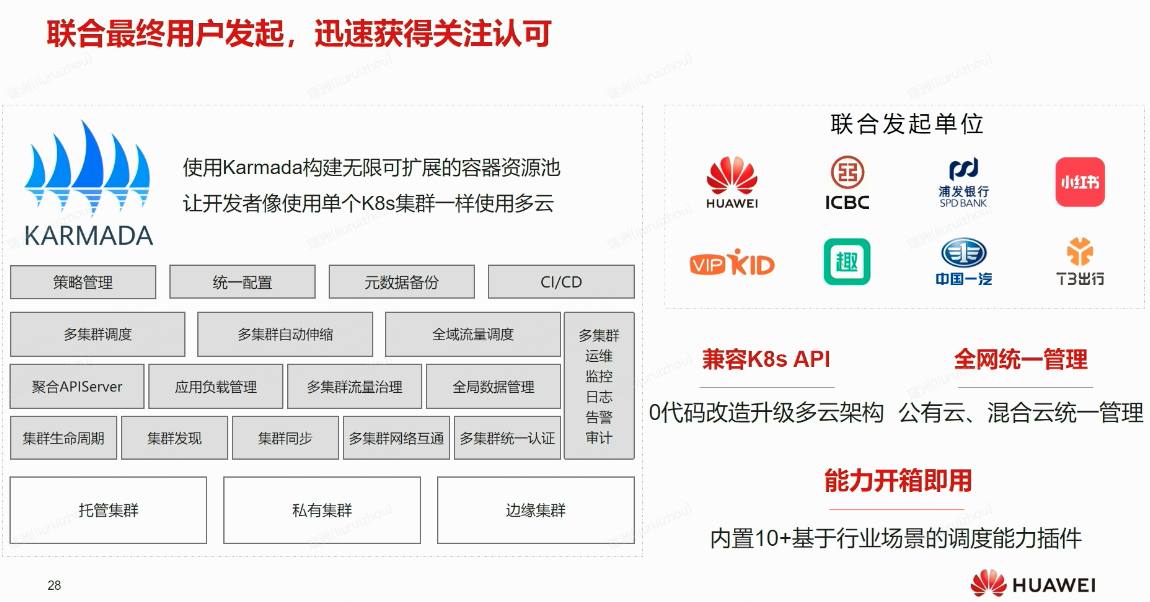 联合最终用户发起，迅速获得关注认可
使用Karmada构建无限可扩展的容器资源池
让开发者像使用单个K8s集群一样使用多云
KARMADA
策略管理
统一配置
元数据备份
CI/CD
多集群调度
多集群自动伸缩
全域流量调度
多集群
运维
监控
日志
告警
审计
聚合APIServer
应用负载管理
多集群流量治理
全局数据管理
集群生命周期
集群发现
集群同步
多集群网络互通
多集群统一认证
托管集群
私有集群
边缘集群
联合发起单位
HUAWEI
ICBC
浦发银行
SPD BANK
小红书
VIPKID
趣
中国一汽
T3出行
兼容K8s API
0代码改造升级多云架构
全网统一管理
公有云、混合云统一管理
能力开箱即用
内置10+基于行业场景的调度能力插件
28
HUAWEI